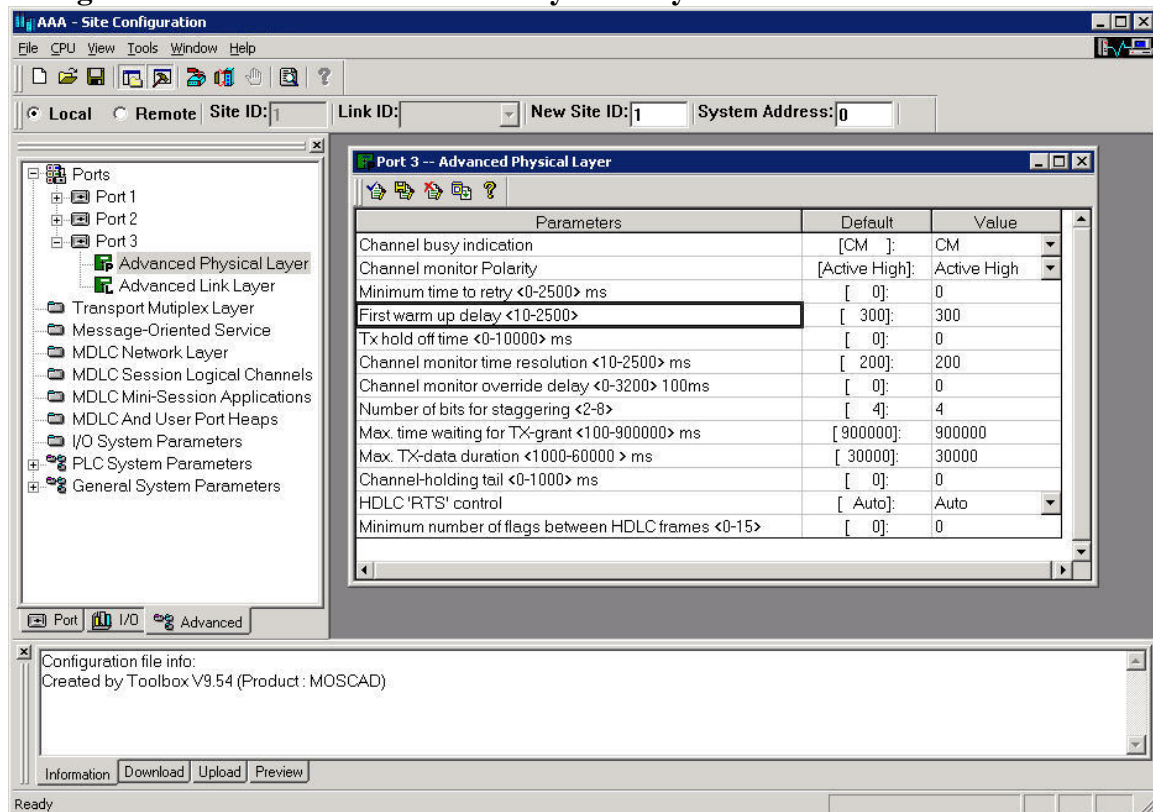 AAA - Site Configuration
File CPU View Tools Window Help
Local Remote Site ID: 1 Link ID: New Site ID: 1 System Address: 0
Ports
Port 1
Port 2
Port 3
Advanced Physical Layer
Advanced Link Layer
Transport Mutiplex Layer
Message-Oriented Service
MDLC Network Layer
MDLC Session Logical Channels
MDLC Mini-Session Applications
MDLC And User Port Heaps
I/O System Parameters
PLC System Parameters
General System Parameters
Port I/O Advanced
Port 3 -- Advanced Physical Layer
Parameters Default Value
Channel busy indication [CM ]: CM
Channel monitor Polarity [Active High]: Active High
Minimum time to retry <0-2500> ms [ 0]: 0
First warm up delay <10-2500> [ 300]: 300
Tx hold off time <0-10000> ms [ 0]: 0
Channel monitor time resolution <10-2500> ms [ 200]: 200
Channel monitor override delay <0-3200> 100ms [ 0]: 0
Number of bits for staggering <2-8> [ 4]: 4
Max. time waiting for TX-grant <100-900000> ms [ 900000]: 900000
Max. TX-data duration <1000-60000 > ms [ 30000]: 30000
Channel-holding tail <0-1000> ms [ 0]: 0
HDLC 'RTS' control [ Auto]: Auto
Minimum number of flags between HDLC frames <0-15> [ 0]: 0
Configuration file info:
Created by Toolbox V9.54 (Product : MOSCAD)
Information Download Upload Preview
Ready